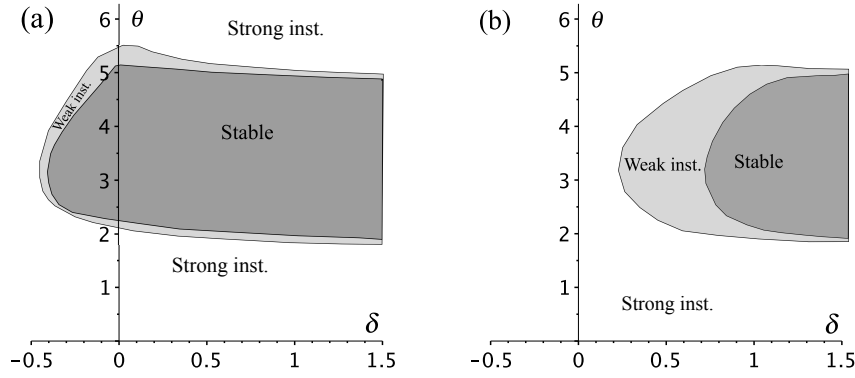 (a)
6 θ
Strong inst.
5
Weak inst.
4
Stable
3
2
Strong inst.
1
δ
-0.5 0 0.5 1 1.5
(b)
6 θ
5
4
Weak inst. Stable
3
2
1
Strong inst.
δ
-0.5 0 0.5 1 1.5